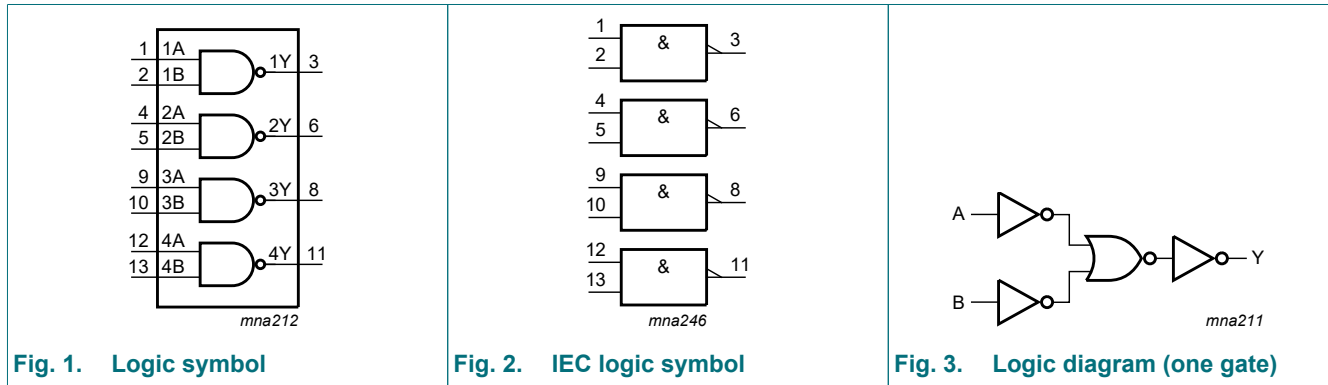 1 1A
2 1B
1Y 3
4 2A
5 2B
2Y 6
9 3A
10 3B
3Y 8
12 4A
13 4B
4Y 11
mna212
Fig. 1. Logic symbol
1
2
&
3
4
5
&
6
9
10
&
8
12
13
&
11
mna246
Fig. 2. IEC logic symbol
A
B
Y
mna211
Fig. 3. Logic diagram (one gate)